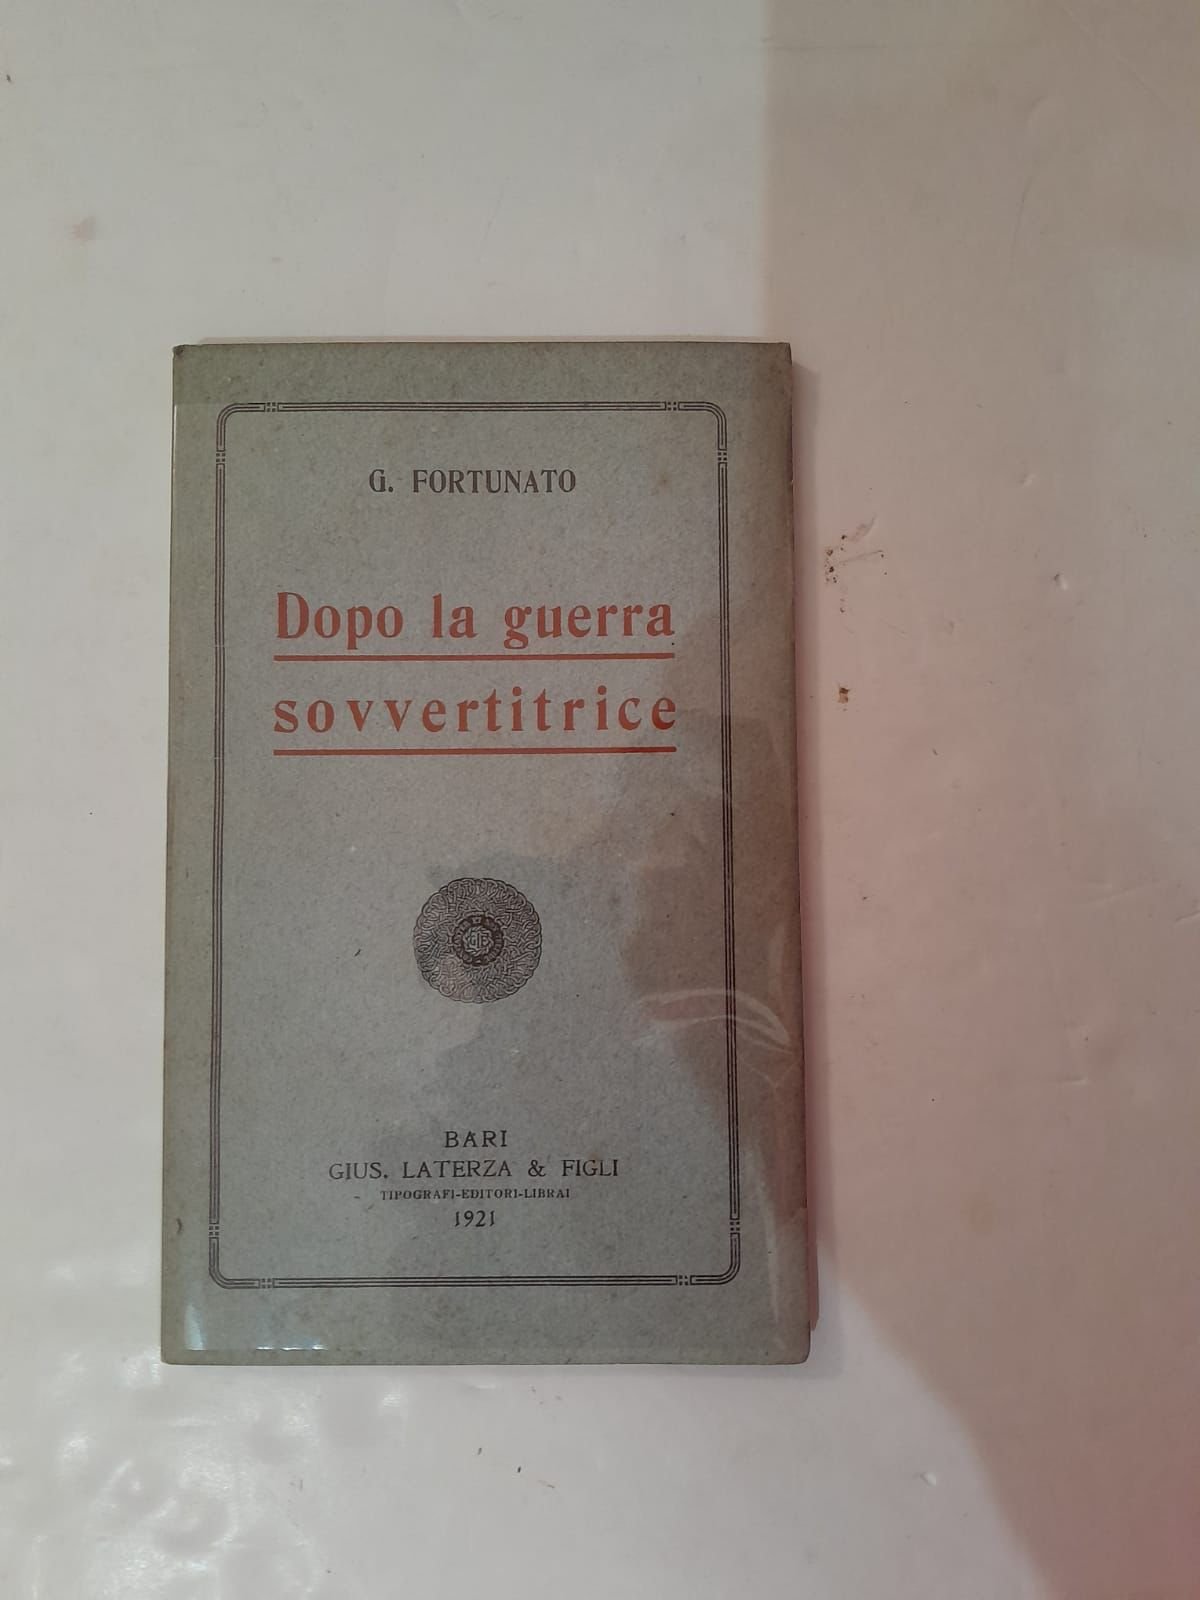 G. FORTUNATO
Dopo la guerra
sovvertitrice
BARI
GIUS. LATERZA & FIGLI
TIPOGRAFI-EDITORI-LIBRAI
1921